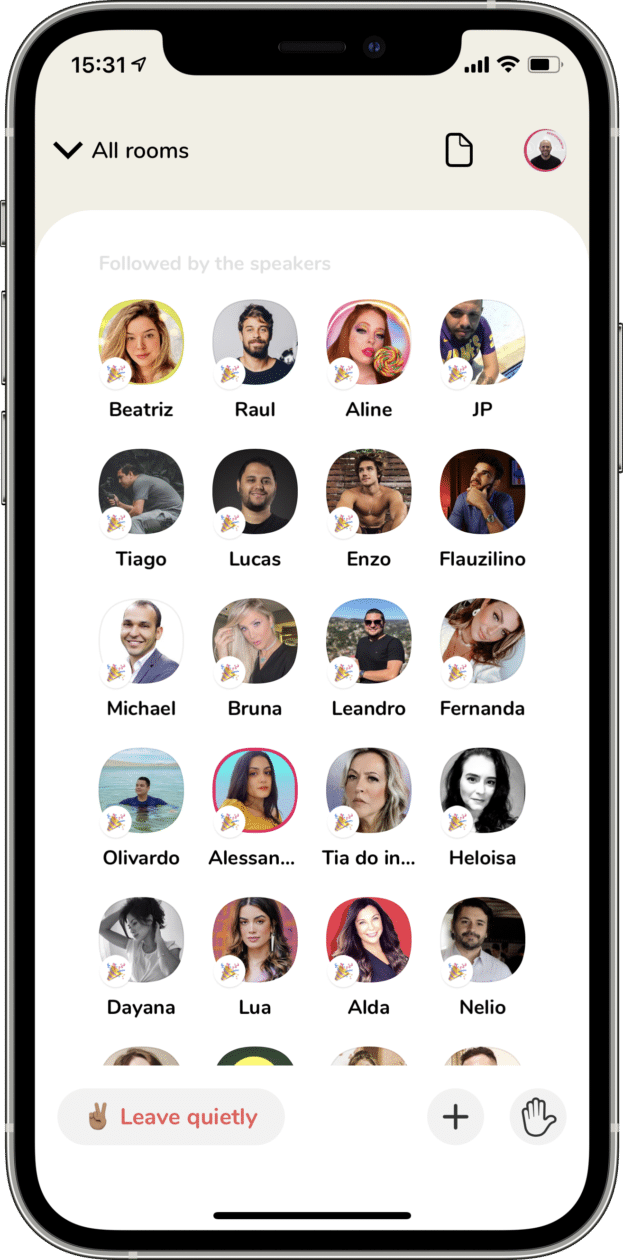 15:31
All rooms
Followed by the speakers
Beatriz Raul Aline JP
Tiago Lucas Enzo Flauzilino
Michael Bruna Leandro Fernanda
Olivardo Alessan... Tia do in... Heloisa
Dayana Lua Alda Nelio
Leave quietly